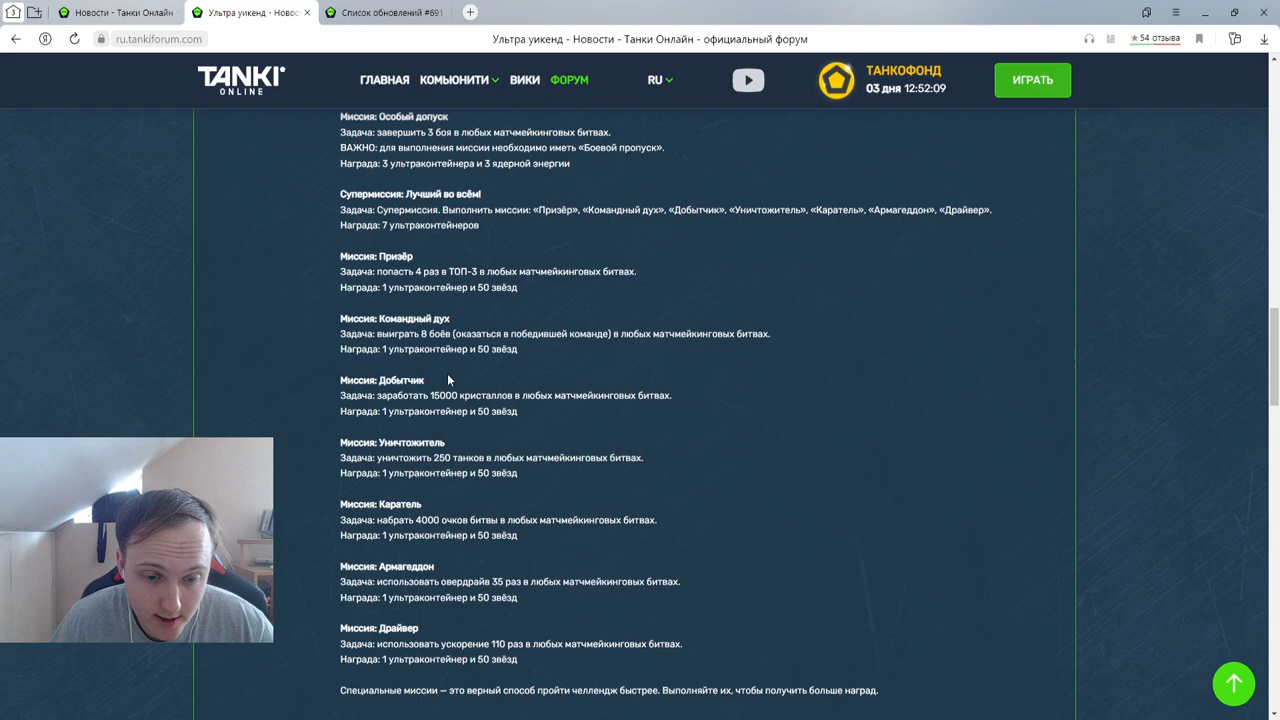 Новости - Танки Онлайн
Ультра уикенд - Новост
Список обновлений #691
ru.tankiforum.com
Ультра уикенд - Новости - Танки Онлайн - официальный форум
★ 54 отзыва
TANKI
ONLINE
ГЛАВНАЯ
КОМЬЮНИТИ
ВИКИ
ФОРУМ
RU
ТАНКОФОНД
03 дня 12:52:09
ИГРАТЬ
Миссия: Особый допуск
Задача: завершить 3 боя в любых матчмейкинговых битвах.
ВАЖНО: для выполнения миссии необходимо иметь «Боевой пропуск».
Награда: 3 ультраконтейнера и 3 ядерной энергии
Супермиссия: Лучший во всём!
Задача: Супермиссия. Выполнить миссии: «Призёр», «Командный дух», «Добытчик», «Уничтожитель», «Каратель», «Армагеддон», «Драйвер».
Награда: 7 ультраконтейнеров
Миссия: Призёр
Задача: попасть 4 раз в ТОП-3 в любых матчмейкинговых битвах.
Награда: 1 ультраконтейнер и 50 звёзд
Миссия: Командный дух
Задача: выиграть 8 боёв (оказаться в победившей команде) в любых матчмейкинговых битвах.
Награда: 1 ультраконтейнер и 50 звёзд
Миссия: Добытчик
Задача: заработать 15000 кристаллов в любых матчмейкинговых битвах.
Награда: 1 ультраконтейнер и 50 звёзд
Миссия: Уничтожитель
Задача: уничтожить 250 танков в любых матчмейкинговых битвах.
Награда: 1 ультраконтейнер и 50 звёзд
Миссия: Каратель
Задача: набрать 4000 очков битвы в любых матчмейкинговых битвах.
Награда: 1 ультраконтейнер и 50 звёзд
Миссия: Армагеддон
Задача: использовать овердрайв 35 раз в любых матчмейкинговых битвах.
Награда: 1 ультраконтейнер и 50 звёзд
Миссия: Драйвер
Задача: использовать ускорение 110 раз в любых матчмейкинговых битвах.
Награда: 1 ультраконтейнер и 50 звёзд
Специальные миссии — это верный способ пройти челлендж быстрее. Выполняйте их, чтобы получить больше наград.